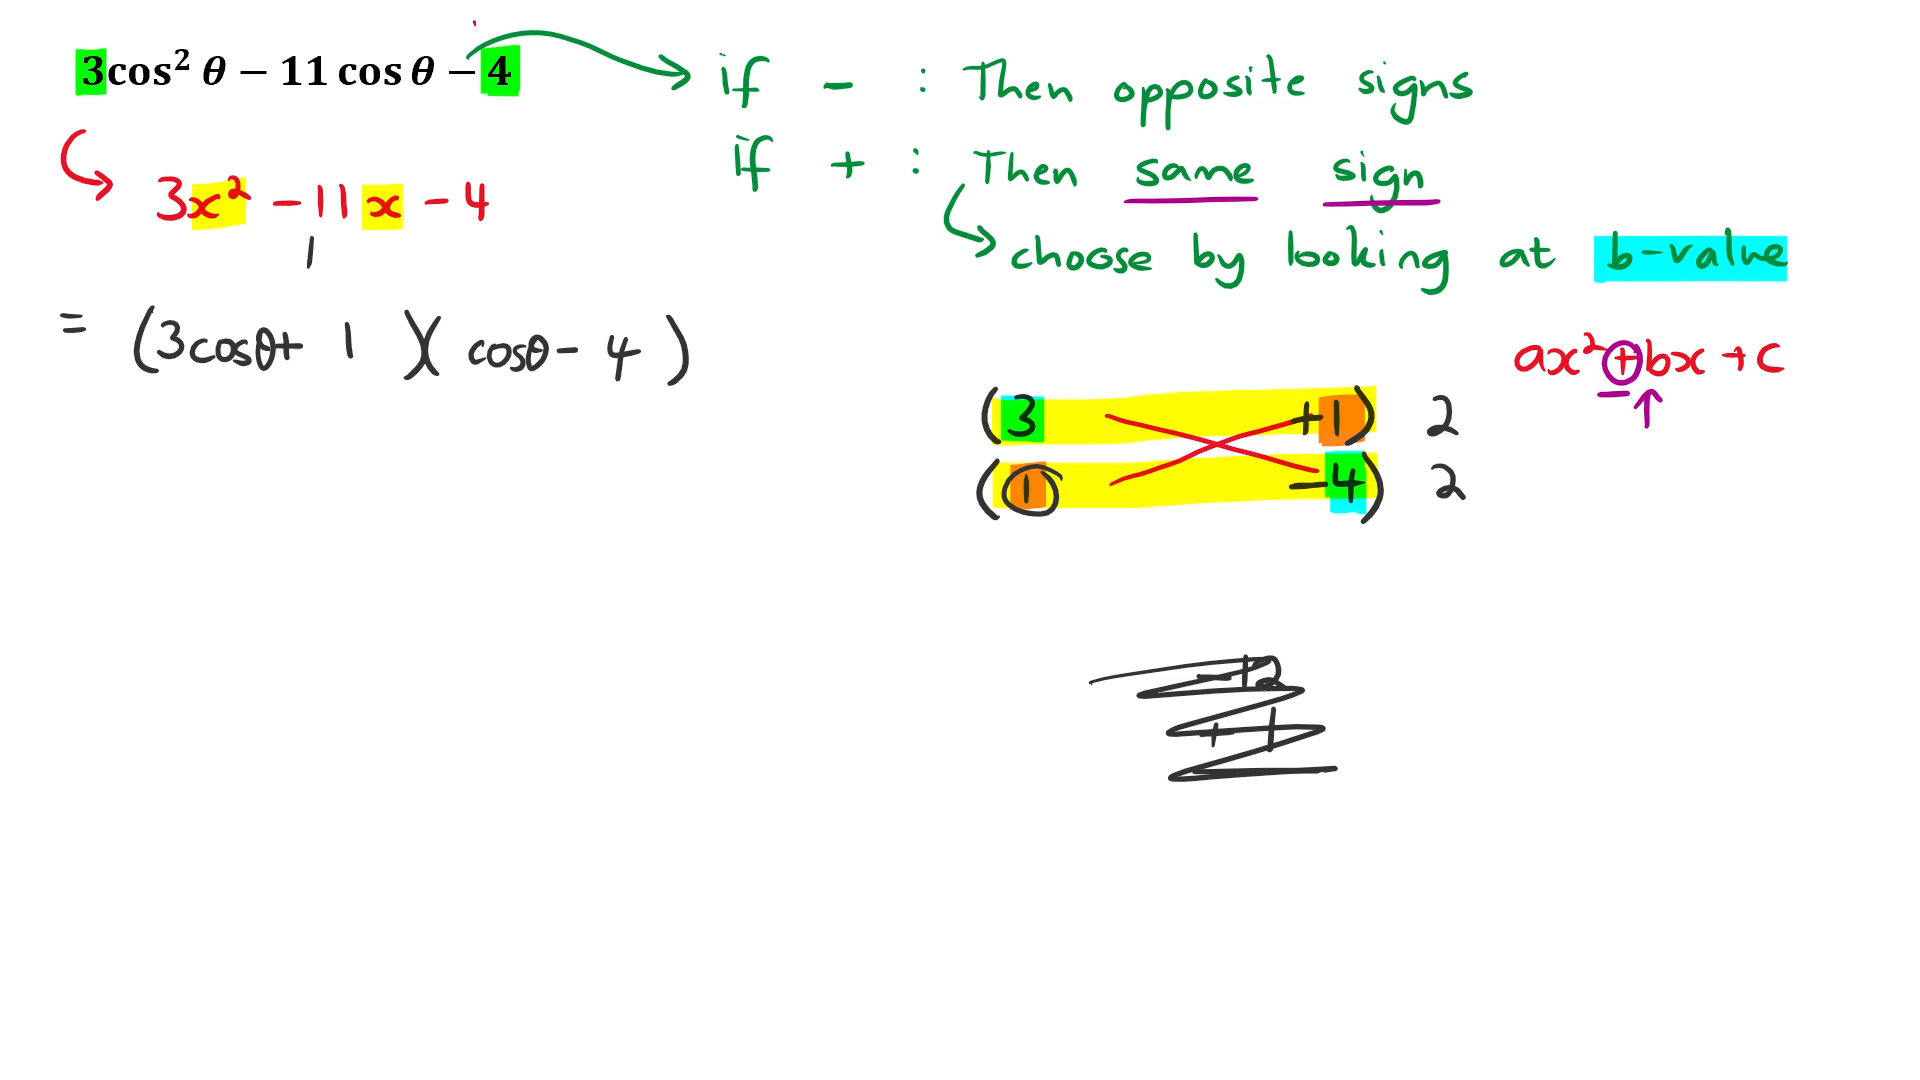 3cos² θ − 11 cos θ − 4
if − : Then opposite signs
if + : Then same sign
choose by looking at b-value
3x² − 11x − 4
= (3cosθ + 1)(cosθ − 4)
ax² + bx + c
(3 +1) 2
(1 −4) 2
−12
+ 1